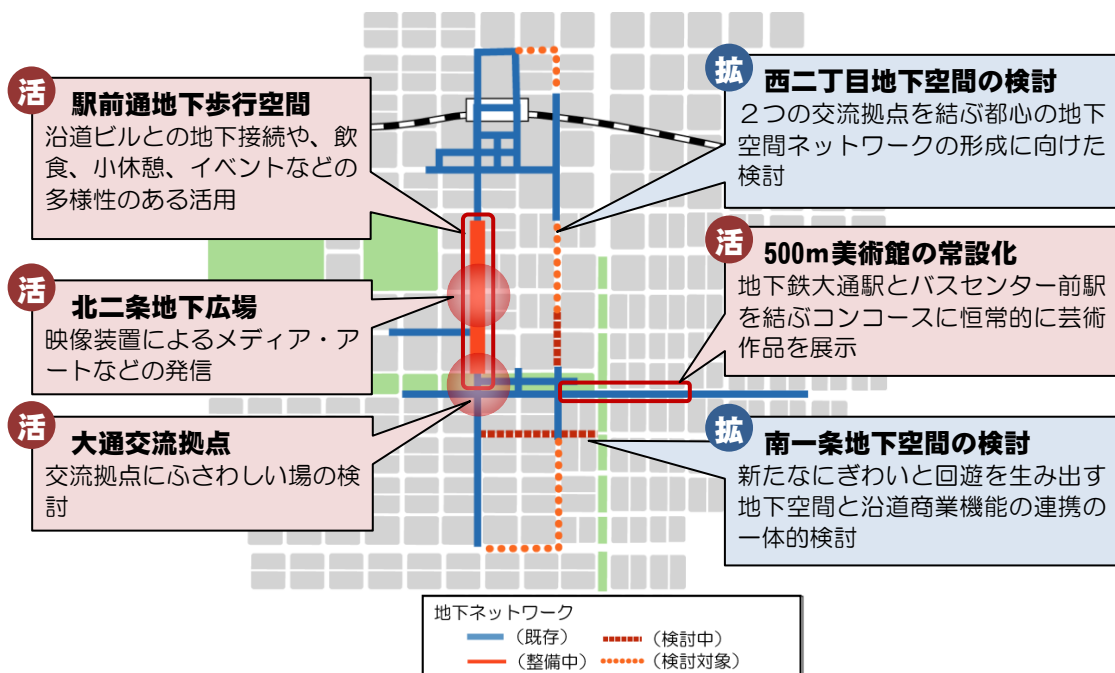 活
駅前通地下歩行空間
沿道ビルとの地下接続や、飲
食、小休憩、イベントなどの
多様性のある活用
活
北二条地下広場
映像装置によるメディア・ア
ートなどの発信
活
大通交流拠点
交流拠点にふさわしい場の検
討
拡
西二丁目地下空間の検討
２つの交流拠点を結ぶ都心の地下
空間ネットワークの形成に向けた
検討
活
500m美術館の常設化
地下鉄大通駅とバスセンター前駅
を結ぶコンコースに恒常的に芸術
作品を展示
拡
南一条地下空間の検討
新たなにぎわいと回遊を生み出す
地下空間と沿道商業機能の連携の
一体的検討
地下ネットワーク
（既存）
（検討中）
（整備中）
（検討対象）